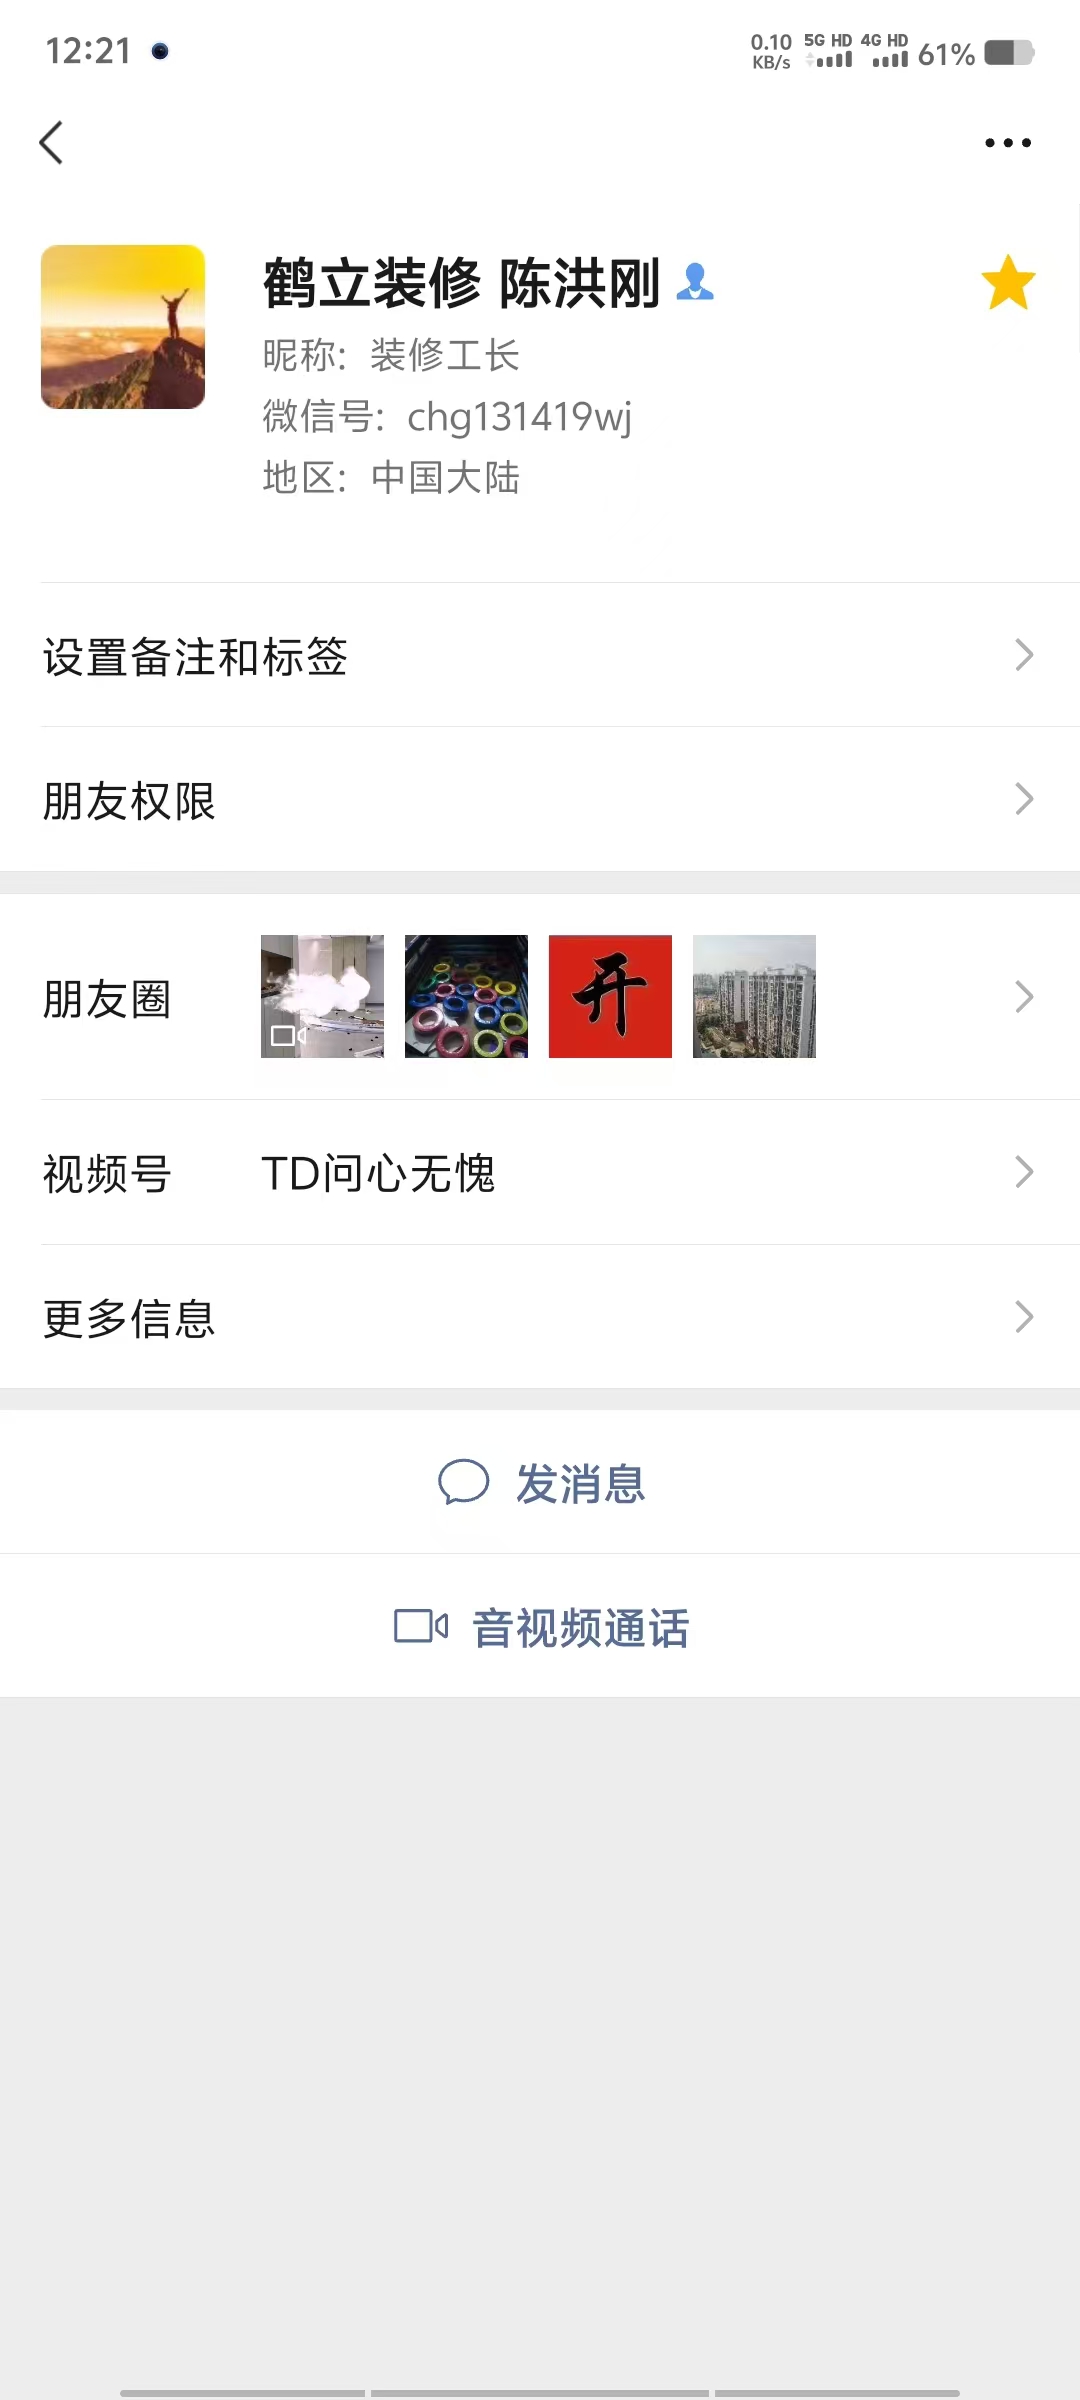 12:21
0.10 KB/s 5G HD 4G HD 61%
鹤立装修 陈洪刚
昵称: 装修工长
微信号: chg131419wj
地区: 中国大陆
设置备注和标签
朋友权限
朋友圈
开
视频号 TD问心无愧
更多信息
发消息
音视频通话